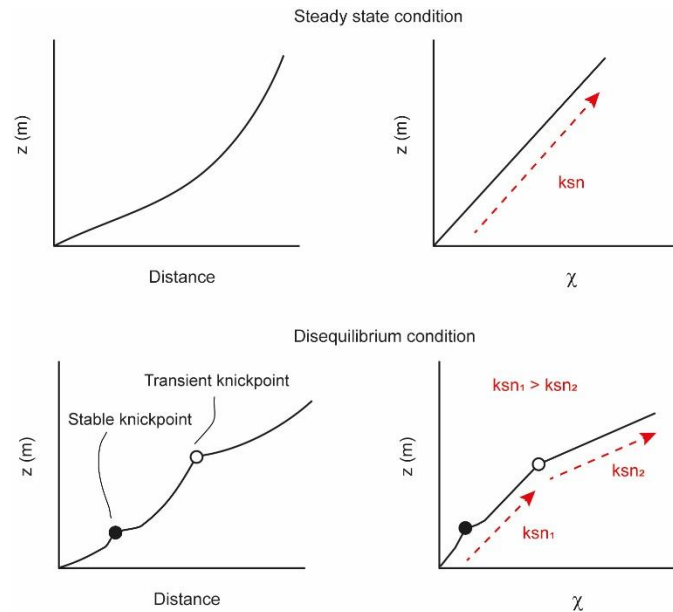 Steady state condition
z (m)
Distance
z (m)
ksn
χ
Disequilibrium condition
Transient knickpoint
Stable knickpoint
z (m)
Distance
ksn₁ > ksn₂
z (m)
ksn₂
ksn₁
χ